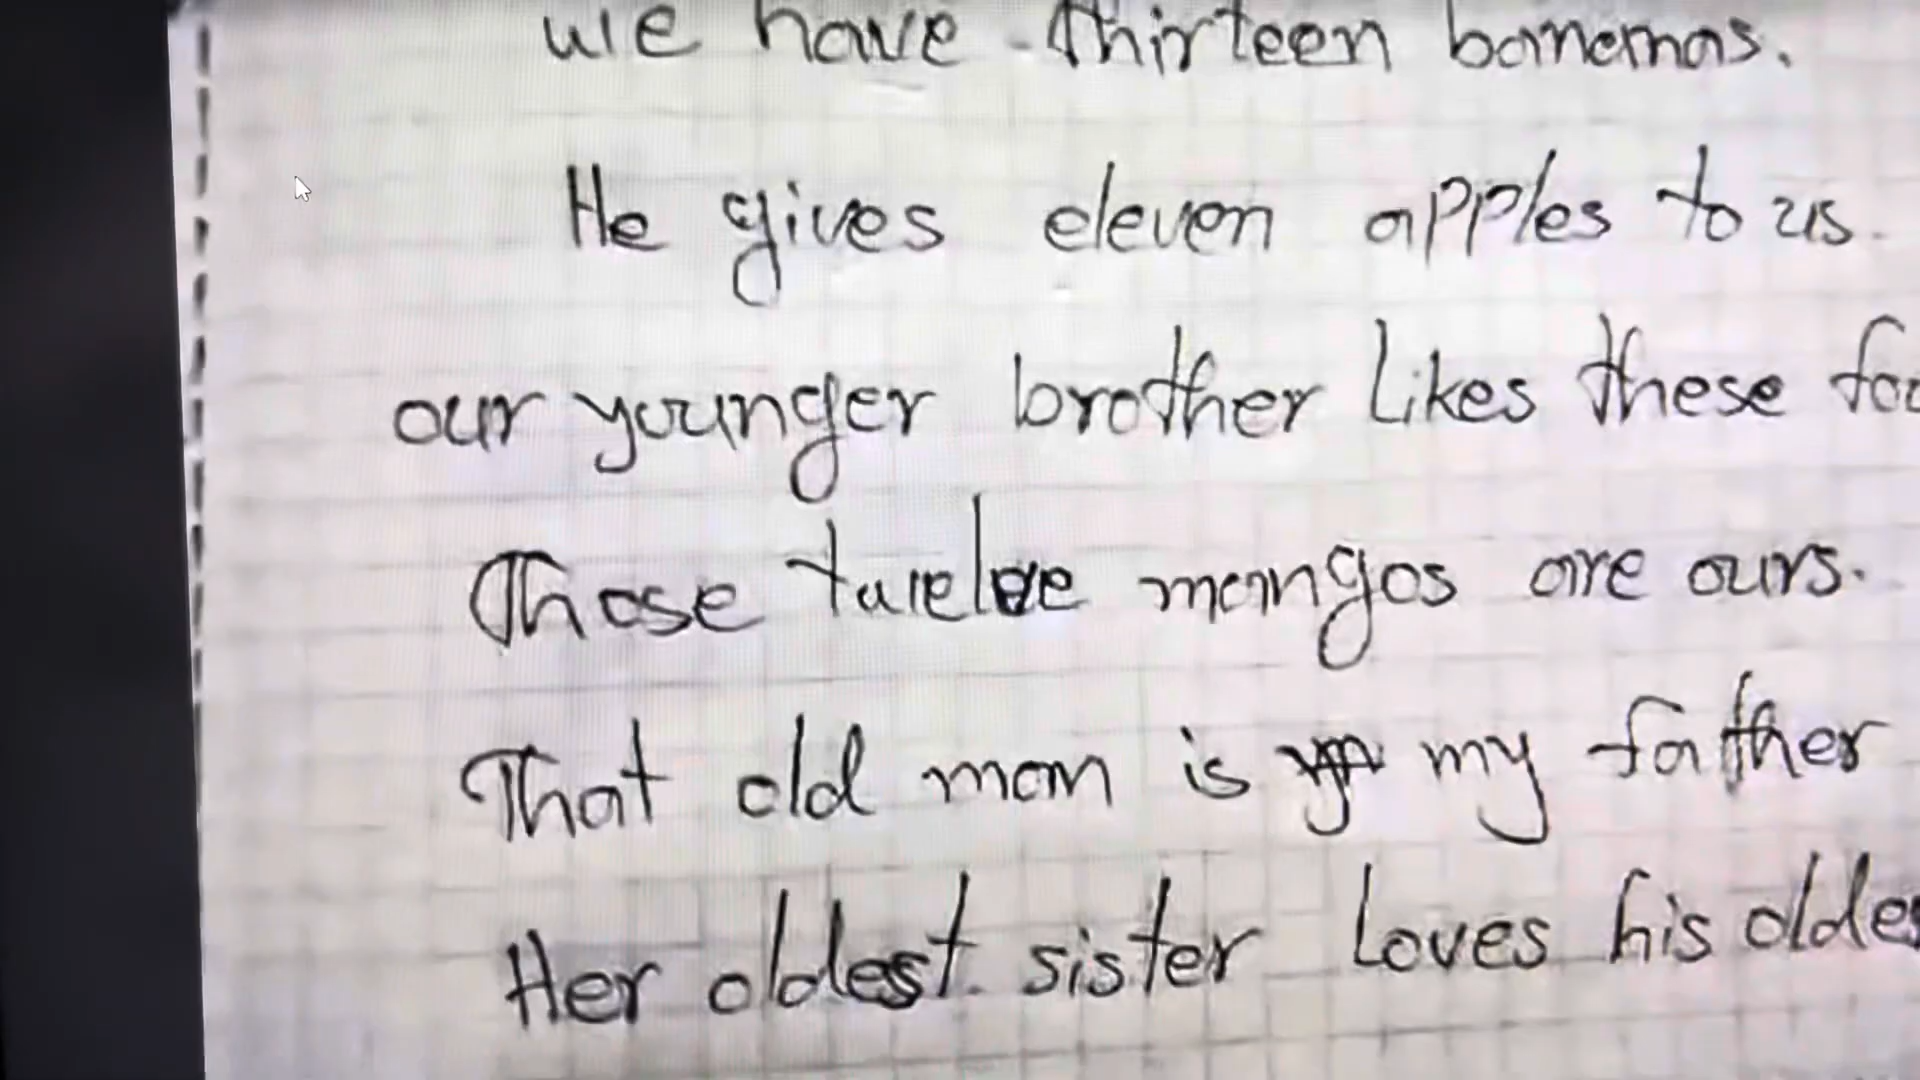 we have thirteen bananas.
He gives eleven apples to us.
our younger brother likes these
Those twelve mangos are ours.
That old man is my father
Her oldest sister Loves his